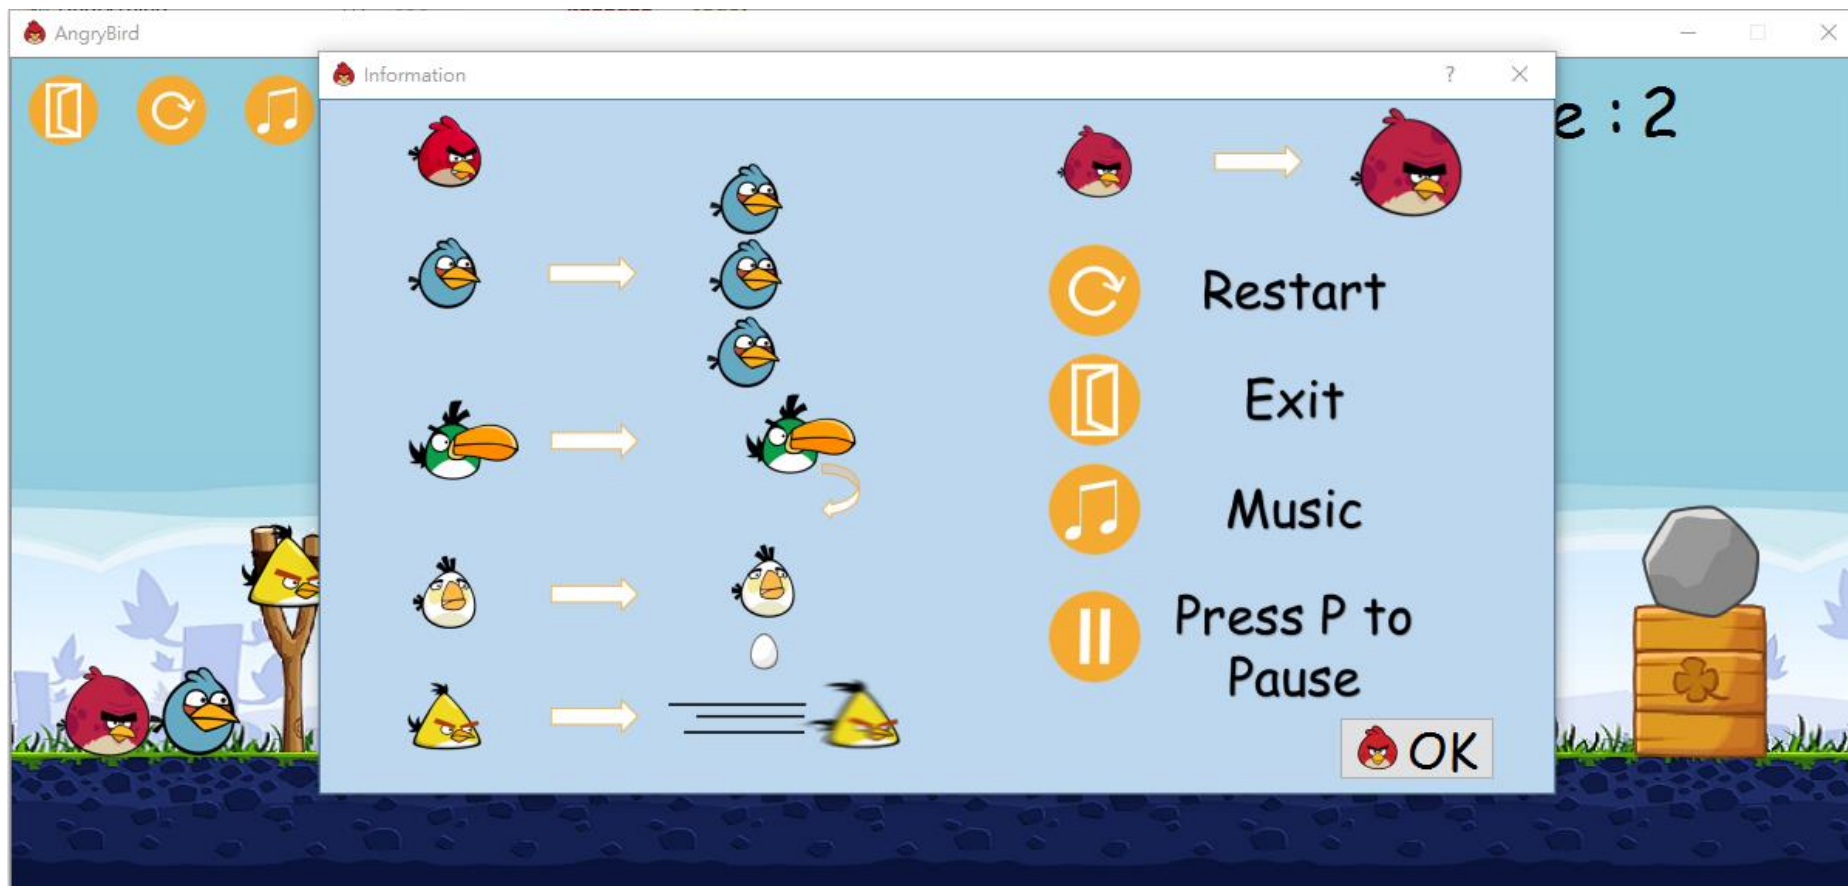 AngryBird
Information
e : 2
Restart
Exit
Music
Press P to
Pause
OK